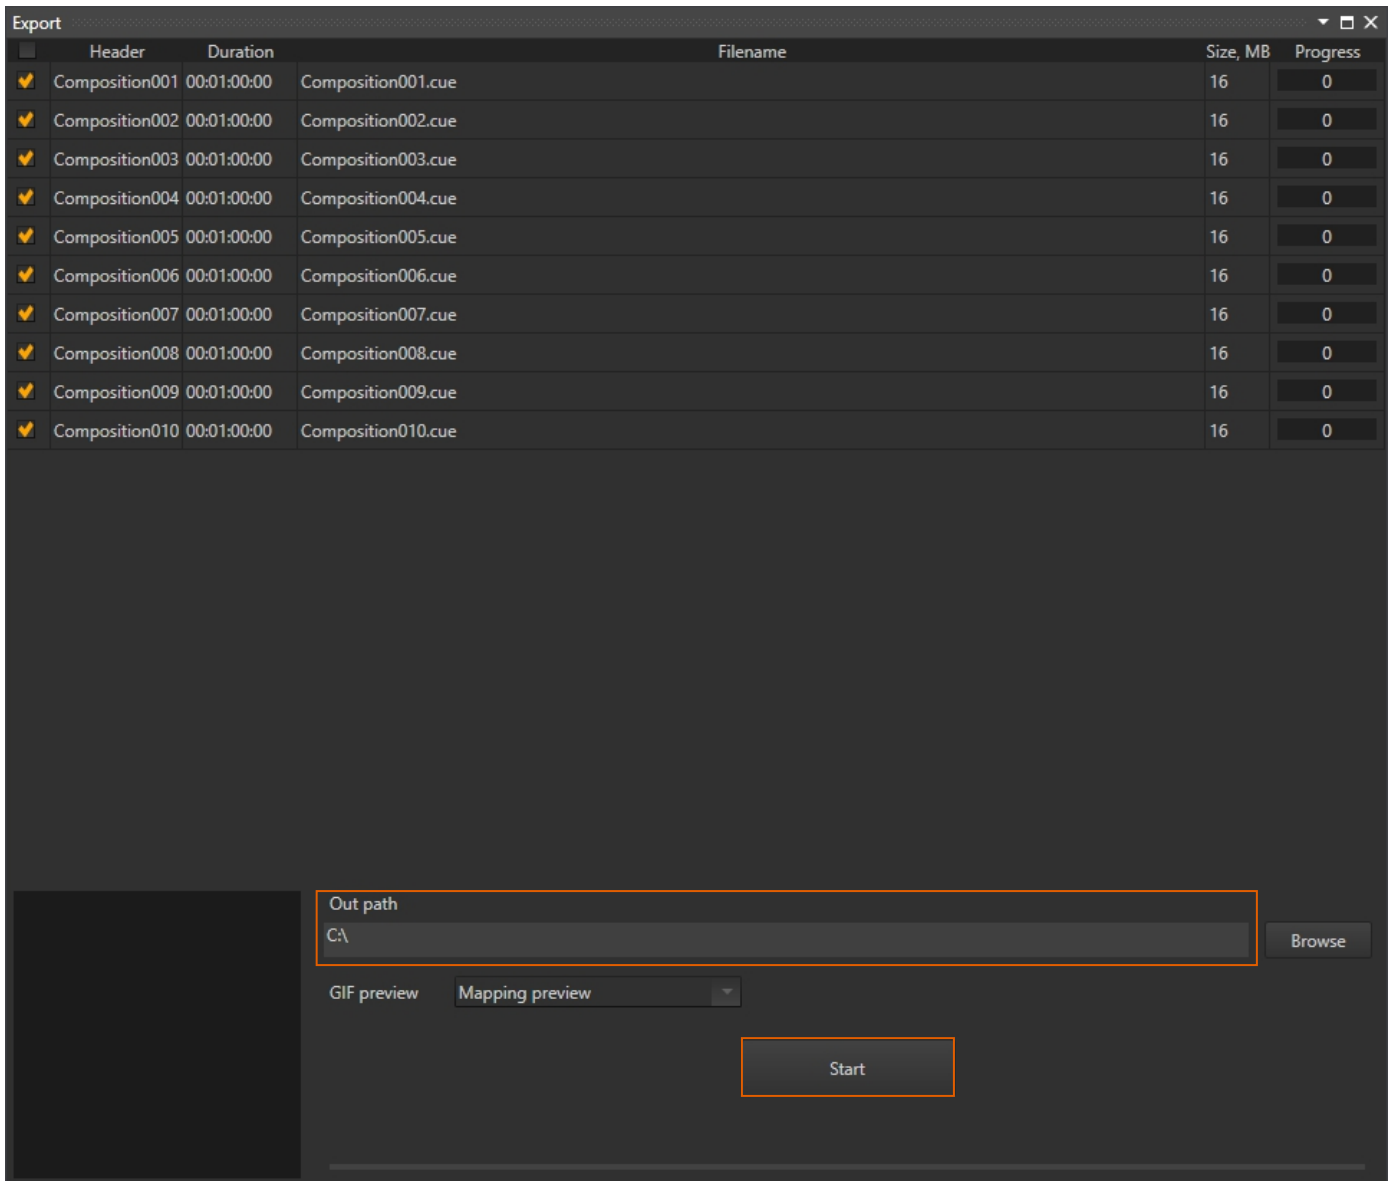 Export
Header Duration Filename Size, MB Progress
Composition001 00:01:00:00 Composition001.cue 16 0
Composition002 00:01:00:00 Composition002.cue 16 0
Composition003 00:01:00:00 Composition003.cue 16 0
Composition004 00:01:00:00 Composition004.cue 16 0
Composition005 00:01:00:00 Composition005.cue 16 0
Composition006 00:01:00:00 Composition006.cue 16 0
Composition007 00:01:00:00 Composition007.cue 16 0
Composition008 00:01:00:00 Composition008.cue 16 0
Composition009 00:01:00:00 Composition009.cue 16 0
Composition010 00:01:00:00 Composition010.cue 16 0
Out path
C:\
Browse
GIF preview Mapping preview
Start